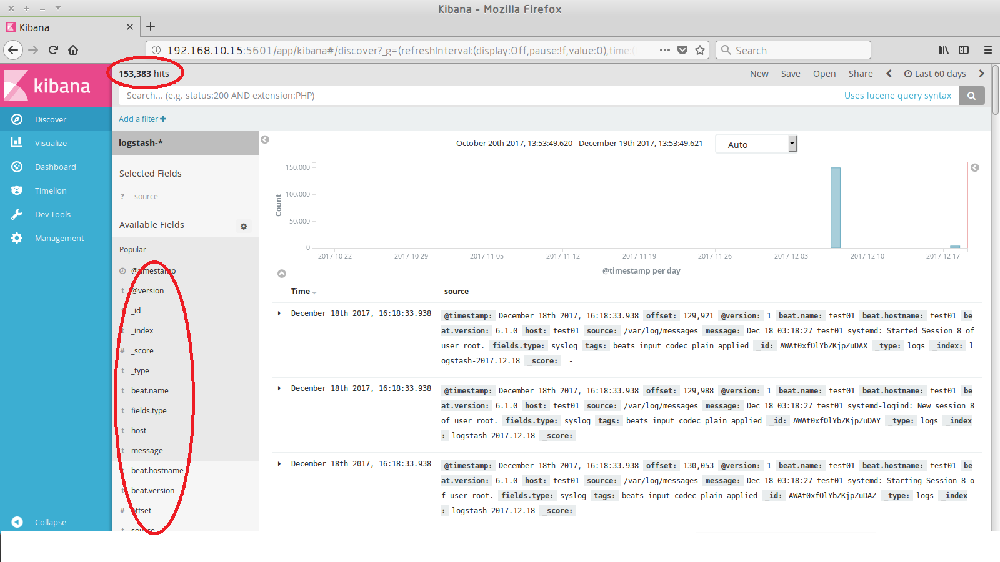 Kibana - Mozilla Firefox
Kibana
192.168.10.15:5601/app/kibana#/discover?_g=(refreshInterval:(display:Off,pause:!f,value:0),time:(
Search
kibana
153,383 hits
New Save Open Share Last 60 days
Search... (e.g. status:200 AND extension:PHP)
Uses lucene query syntax
Add a filter
Discover
Visualize
Dashboard
Timelion
Dev Tools
Management
Collapse
logstash-*
Selected Fields
? _source
Available Fields
Popular
@timestamp
t @version
_id
t _index
# _score
t _type
t beat.name
t fields.type
t host
t message
t beat.hostname
t beat.version
# offset
t source
October 20th 2017, 13:53:49.620 - December 19th 2017, 13:53:49.621 —
Auto
150,000
100,000
50,000
0
Count
2017-10-22 2017-10-29 2017-11-05 2017-11-12 2017-11-19 2017-11-26 2017-12-03 2017-12-10 2017-12-17
@timestamp per day
Time _source
December 18th 2017, 16:18:33.938
@timestamp: December 18th 2017, 16:18:33.938 offset: 129,921 @version: 1 beat.name: test01 beat.hostname: test01 be
at.version: 6.1.0 host: test01 source: /var/log/messages message: Dec 18 03:18:27 test01 systemd: Started Session 8 of
user root. fields.type: syslog tags: beats_input_codec_plain_applied _id: AWAt0xfOlYbZKjpZuDAX _type: logs _index: l
ogstash-2017.12.18 _score: -
December 18th 2017, 16:18:33.938
@timestamp: December 18th 2017, 16:18:33.938 offset: 129,988 @version: 1 beat.name: test01 beat.hostname: test01 be
at.version: 6.1.0 host: test01 source: /var/log/messages message: Dec 18 03:18:27 test01 systemd-logind: New session 8
of user root. fields.type: syslog tags: beats_input_codec_plain_applied _id: AWAt0xfOlYbZKjpZuDAY _type: logs _index
: logstash-2017.12.18 _score: -
December 18th 2017, 16:18:33.938
@timestamp: December 18th 2017, 16:18:33.938 offset: 130,053 @version: 1 beat.name: test01 beat.hostname: test01 be
at.version: 6.1.0 host: test01 source: /var/log/messages message: Dec 18 03:18:27 test01 systemd: Starting Session 8 o
f user root. fields.type: syslog tags: beats_input_codec_plain_applied _id: AWAt0xfOlYbZKjpZuDAZ _type: logs _index
: logstash-2017.12.18 _score: -